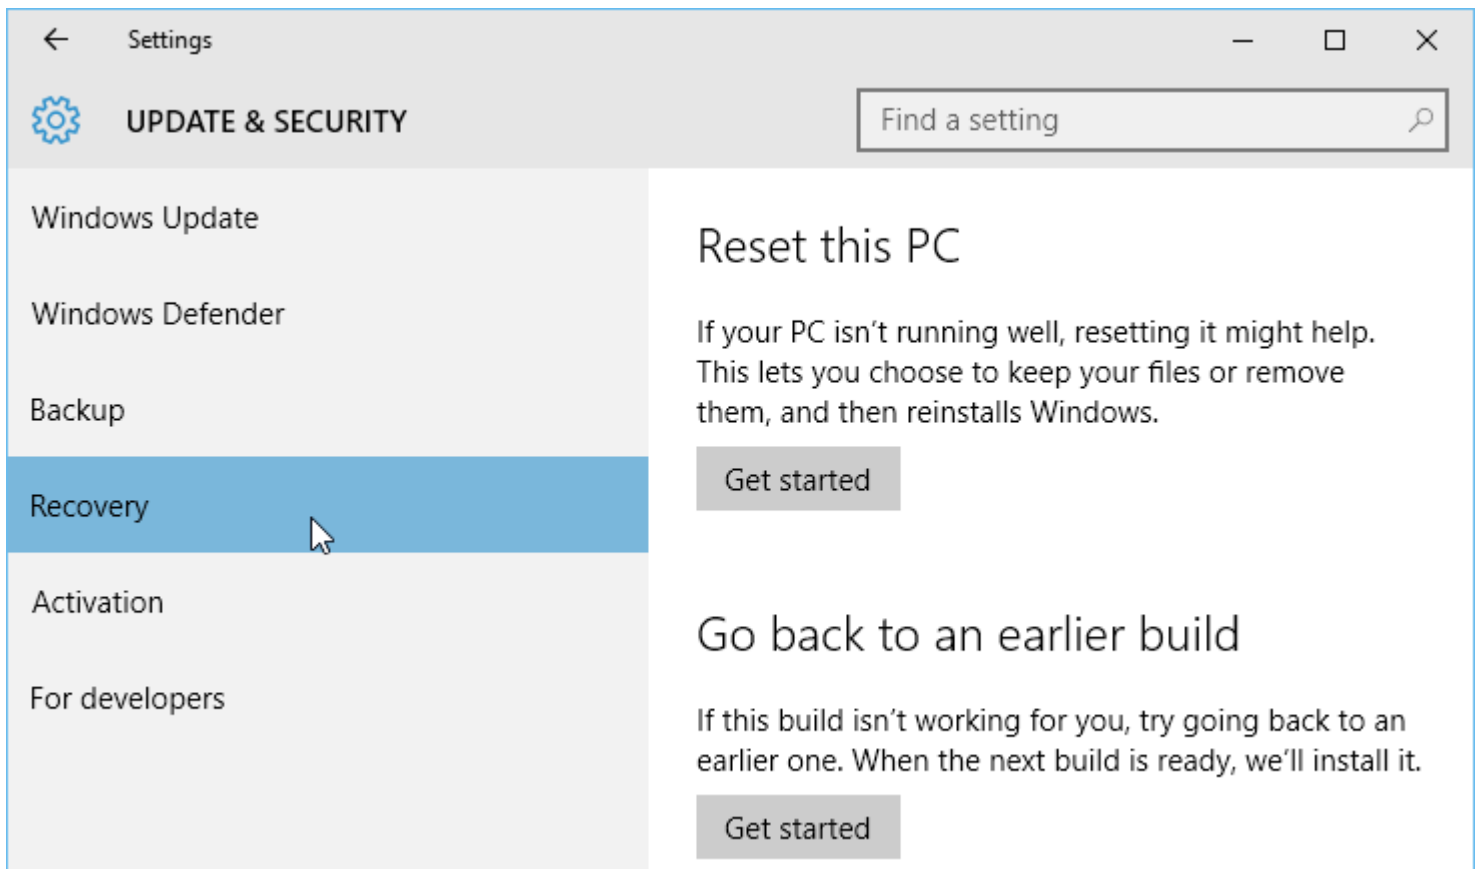 Settings
UPDATE & SECURITY
Find a setting
Windows Update
Windows Defender
Backup
Recovery
Activation
For developers
Reset this PC
If your PC isn’t running well, resetting it might help.
This lets you choose to keep your files or remove
them, and then reinstalls Windows.
Get started
Go back to an earlier build
If this build isn’t working for you, try going back to an
earlier one. When the next build is ready, we’ll install it.
Get started